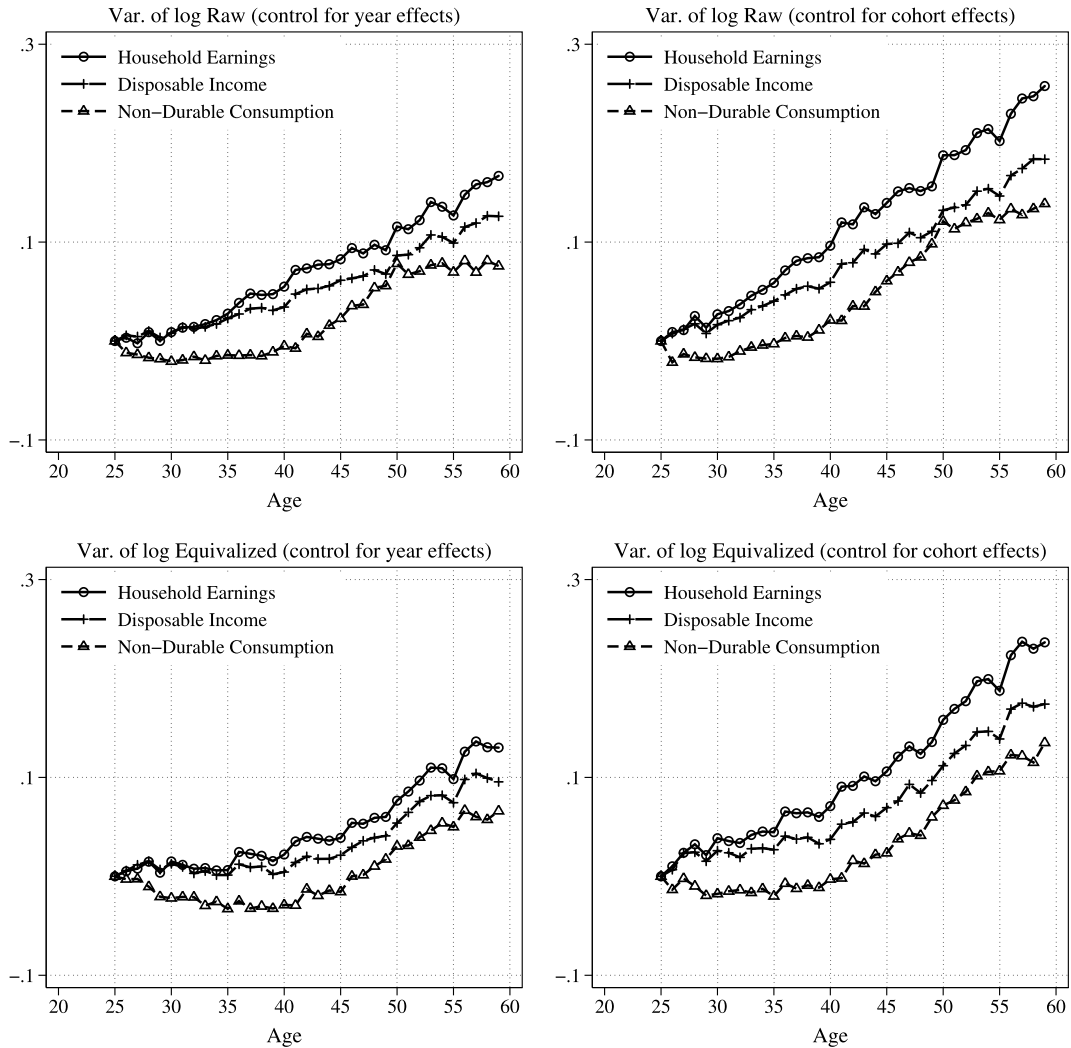 Var. of log Raw (control for year effects)
.3
Household Earnings
Disposable Income
Non−Durable Consumption
.1
−.1
20 25 30 35 40 45 50 55 60
Age
Var. of log Raw (control for cohort effects)
.3
Household Earnings
Disposable Income
Non−Durable Consumption
.1
−.1
20 25 30 35 40 45 50 55 60
Age
Var. of log Equivalized (control for year effects)
.3
Household Earnings
Disposable Income
Non−Durable Consumption
.1
−.1
20 25 30 35 40 45 50 55 60
Age
Var. of log Equivalized (control for cohort effects)
.3
Household Earnings
Disposable Income
Non−Durable Consumption
.1
−.1
20 25 30 35 40 45 50 55 60
Age